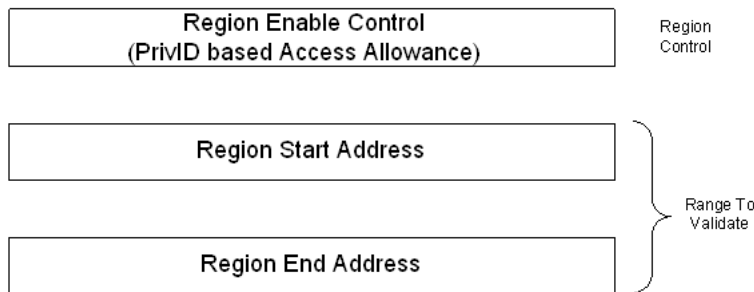 Region Enable Control
(PrivID based Access Allowance)
Region
Control
Region Start Address
Range To
Validate
Region End Address